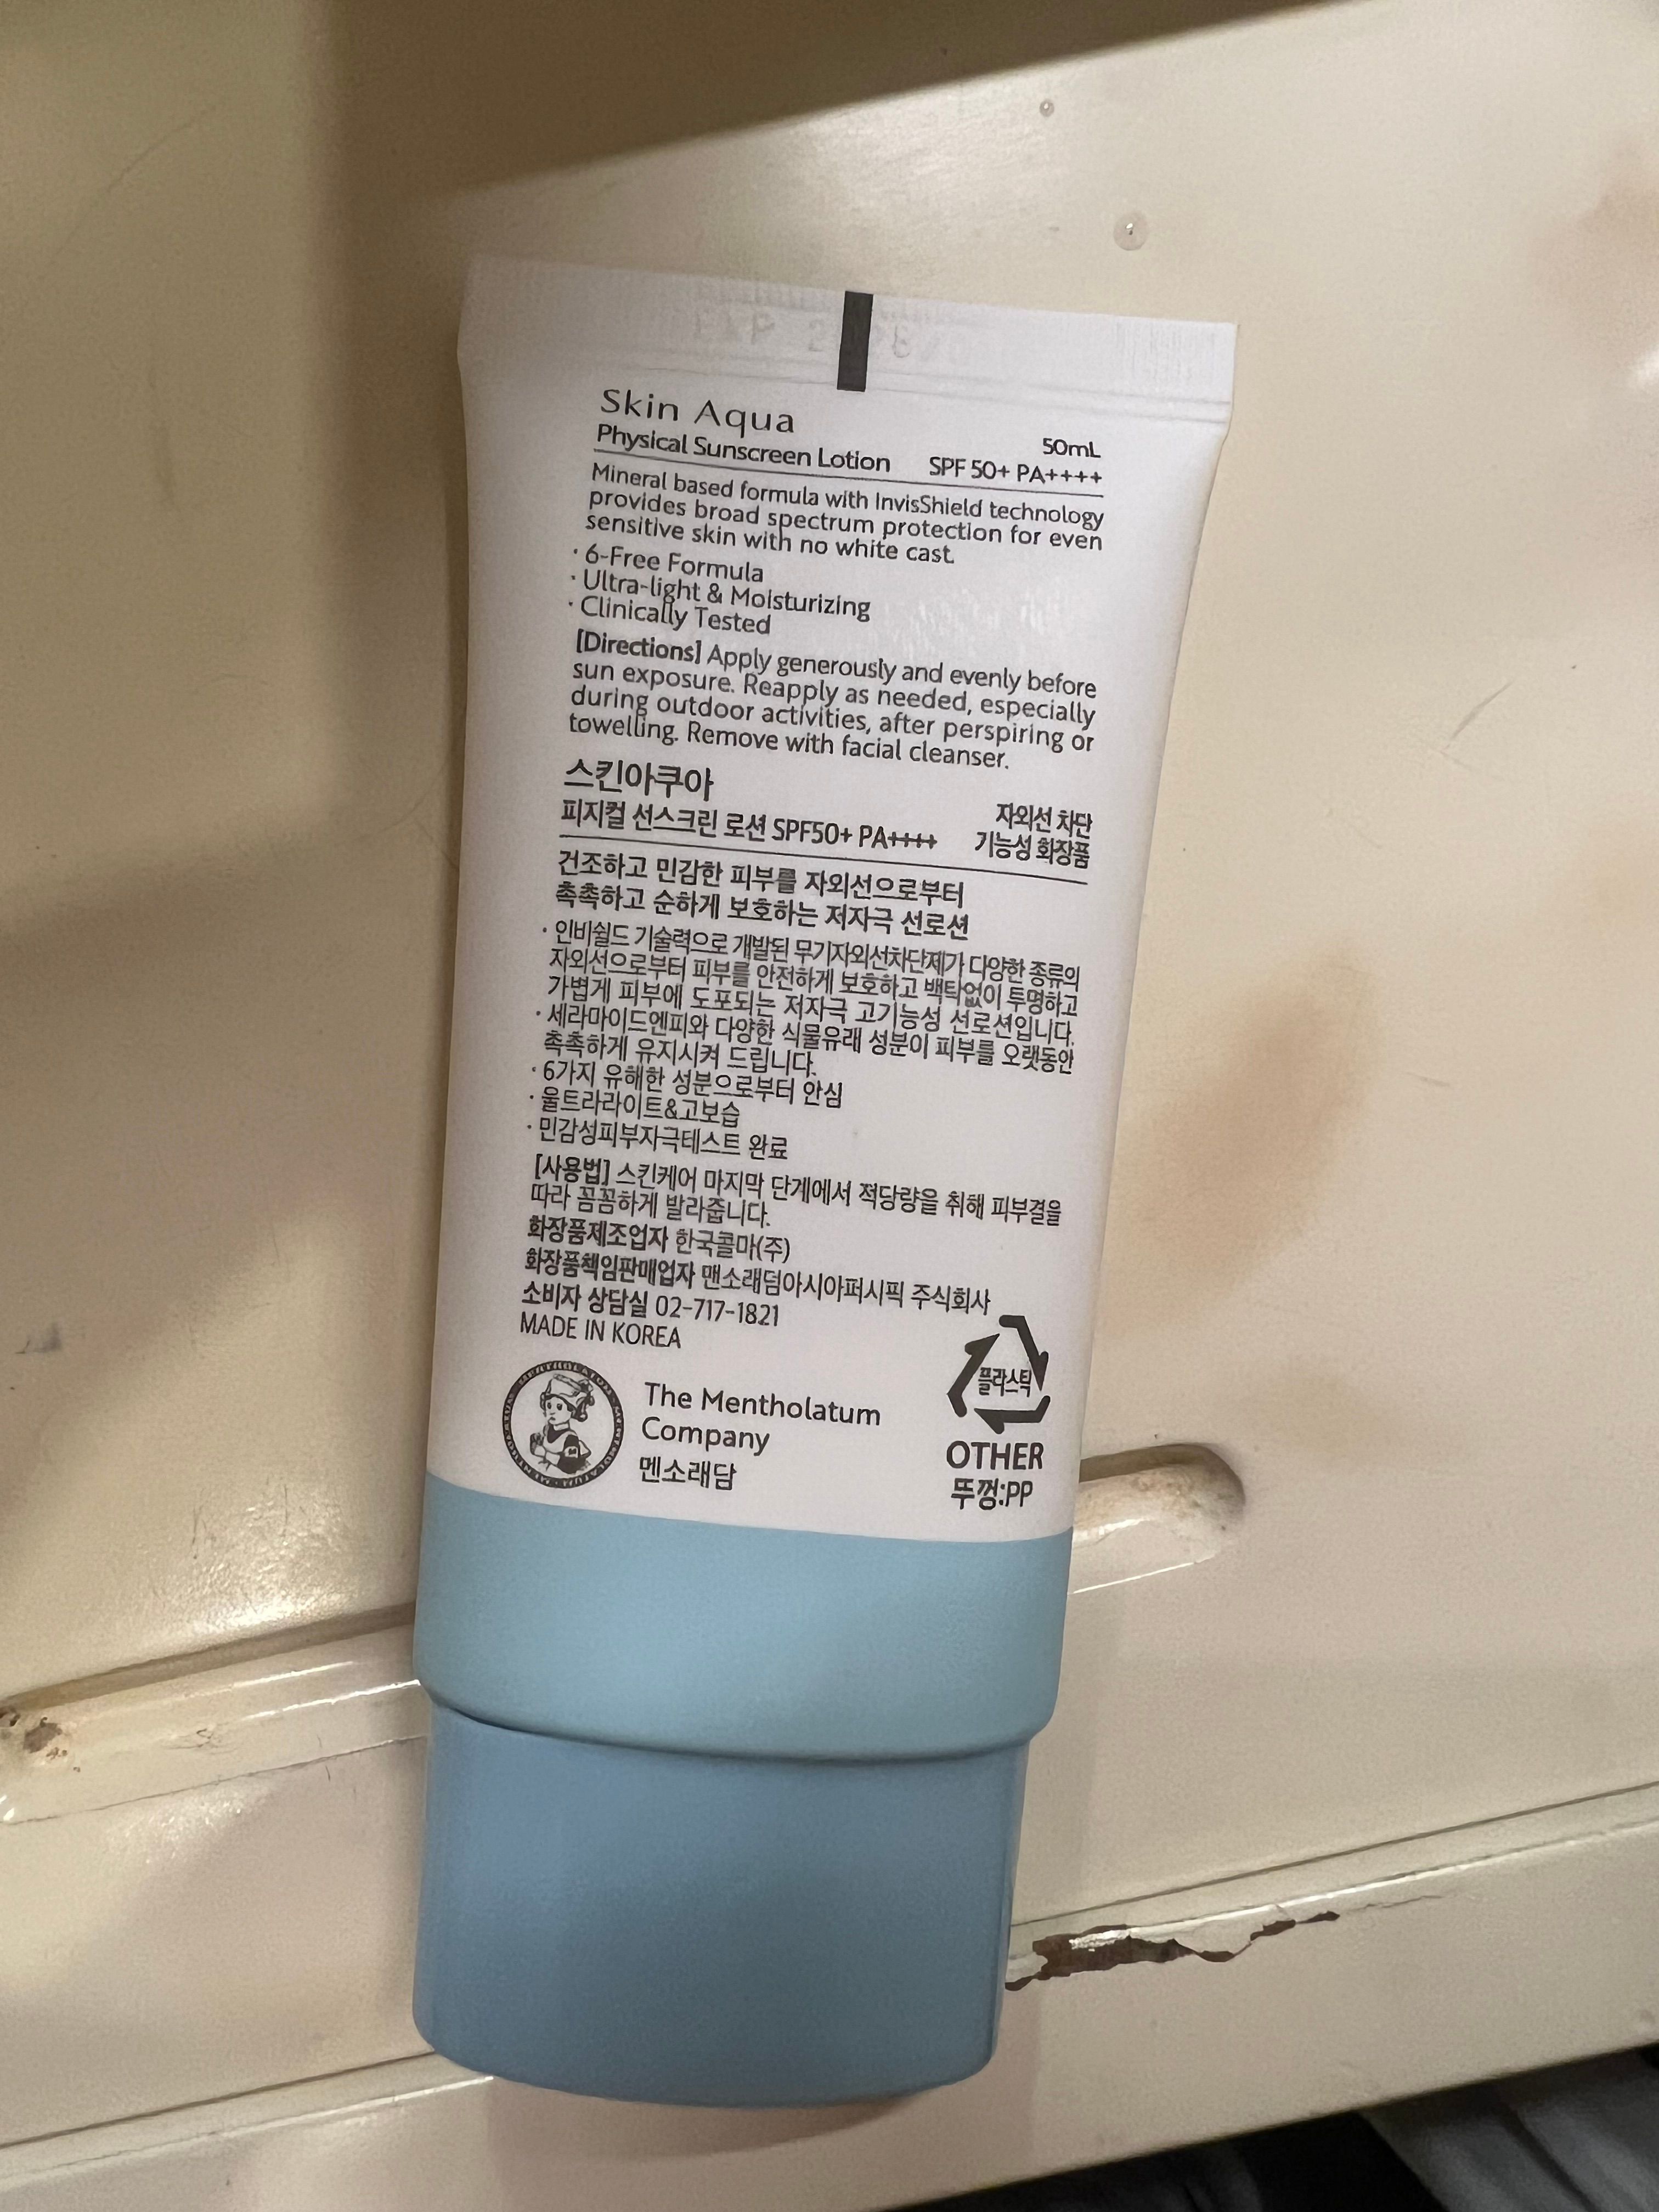 Skin Aqua
50mL
Physical Sunscreen Lotion SPF 50+ PA++++
Mineral based formula with InvisShield technology
provides broad spectrum protection for even
sensitive skin with no white cast.
· 6-Free Formula
· Ultra-light & Moisturizing
· Clinically Tested
[Directions] Apply generously and evenly before
sun exposure. Reapply as needed, especially
during outdoor activities, after perspiring or
towelling. Remove with facial cleanser.
스킨아쿠아
피지컬 선스크린 로션 SPF50+ PA++++
자외선 차단
기능성 화장품
건조하고 민감한 피부를 자외선으로부터
촉촉하고 순하게 보호하는 저자극 선로션
· 인비쉴드 기술력으로 개발된 무기자외선차단제가 다양한 종류의
자외선으로부터 피부를 안전하게 보호하고 백탁없이 투명하고
가볍게 피부에 도포되는 저자극 고기능성 선로션입니다.
· 세라마이드엔피와 다양한 식물유래 성분이 피부를 오랫동안
촉촉하게 유지시켜 드립니다.
· 6가지 유해한 성분으로부터 안심
· 울트라라이트&고보습
· 민감성피부자극테스트 완료
[사용법] 스킨케어 마지막 단계에서 적당량을 취해 피부결을
따라 꼼꼼하게 발라줍니다.
화장품제조업자 한국콜마(주)
화장품책임판매업자 맨소래덤아시아퍼시픽 주식회사
소비자 상담실 02-717-1821
MADE IN KOREA
The Mentholatum
Company
멘소래담
플라스틱
OTHER
뚜껑:PP